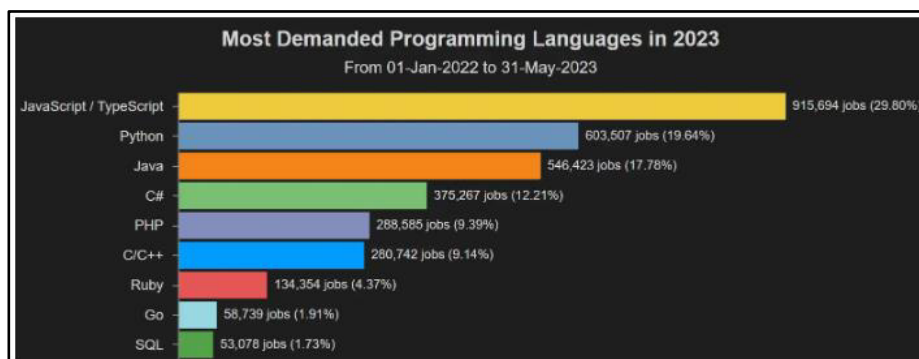 Most Demanded Programming Languages in 2023
From 01-Jan-2022 to 31-May-2023
JavaScript / TypeScript 915,694 jobs (29.80%)
Python 603,507 jobs (19.64%)
Java 546,423 jobs (17.78%)
C# 375,267 jobs (12.21%)
PHP 288,585 jobs (9.39%)
C/C++ 280,742 jobs (9.14%)
Ruby 134,354 jobs (4.37%)
Go 58,739 jobs (1.91%)
SQL 53,078 jobs (1.73%)